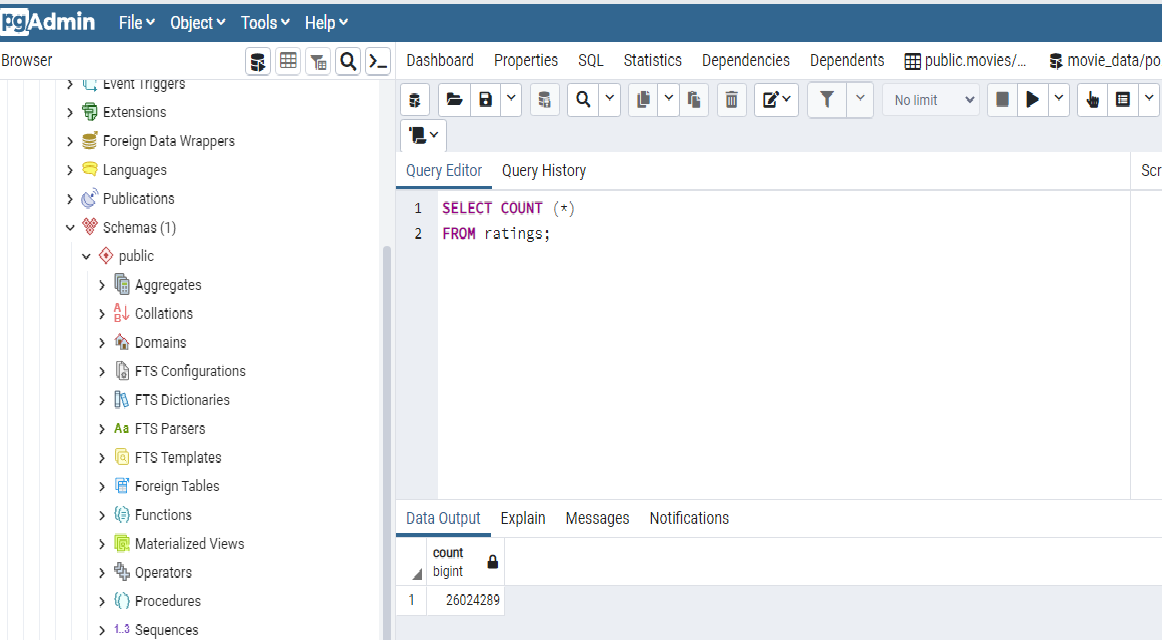 pgAdmin File Object Tools Help
Browser
Dashboard Properties SQL Statistics Dependencies Dependents public.movies/... movie_data/po
Event Triggers
Extensions
Foreign Data Wrappers
Languages
Publications
Schemas (1)
public
Aggregates
Collations
Domains
FTS Configurations
FTS Dictionaries
Aa FTS Parsers
FTS Templates
Foreign Tables
Functions
Materialized Views
Operators
Procedures
1..3 Sequences
No limit
Query Editor Query History
Scr
1 SELECT COUNT (*)
2 FROM ratings;
Data Output Explain Messages Notifications
count
bigint
1 26024289